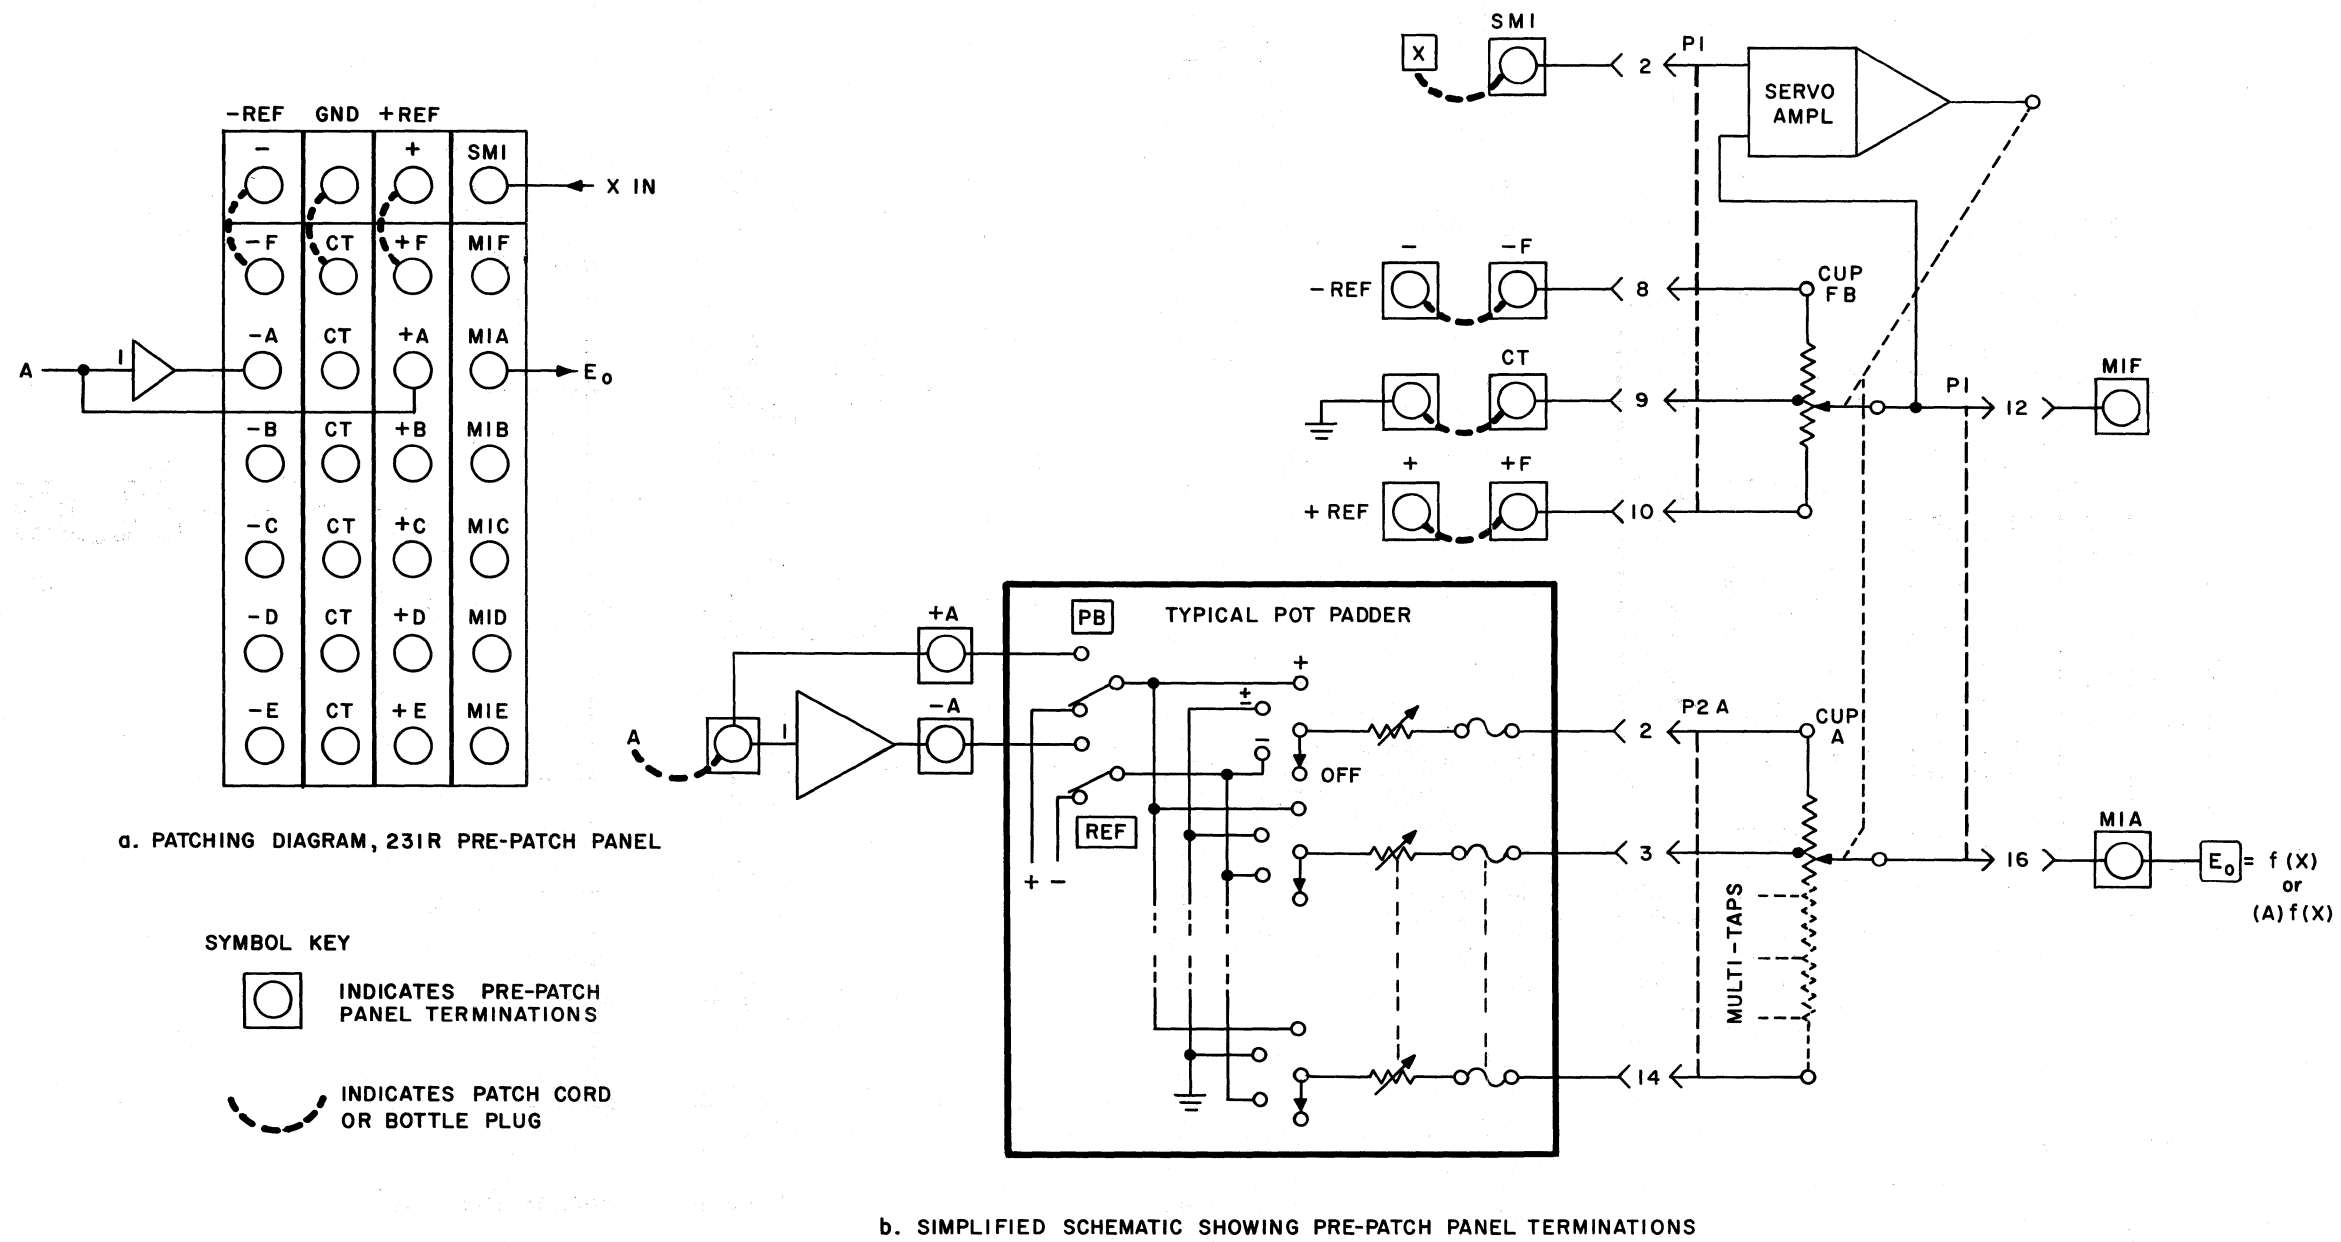 -REF GND +REF
- + SMI
X IN
-F CT +F MIF
-A CT +A MIA
A 1 E₀
-B CT +B MIB
-C CT +C MIC
-D CT +D MID
-E CT +E MIE
a. PATCHING DIAGRAM, 231R PRE-PATCH PANEL
SYMBOL KEY
INDICATES PRE-PATCH
PANEL TERMINATIONS
INDICATES PATCH CORD
OR BOTTLE PLUG
SMI
X 2 P1
SERVO
AMPL
- -F
-REF 8
CUP
FB
CT
9
P1
12
MIF
+ +F
+ REF 10
TYPICAL POT PADDER
PB
+A
-A
A 1
+
±
-
OFF
REF
+ -
2 P2A
CUP
A
3
MULTI-TAPS
14
16
MIA
E₀ = f(X)
or
(A) f(X)
b. SIMPLIFIED SCHEMATIC SHOWING PRE-PATCH PANEL TERMINATIONS